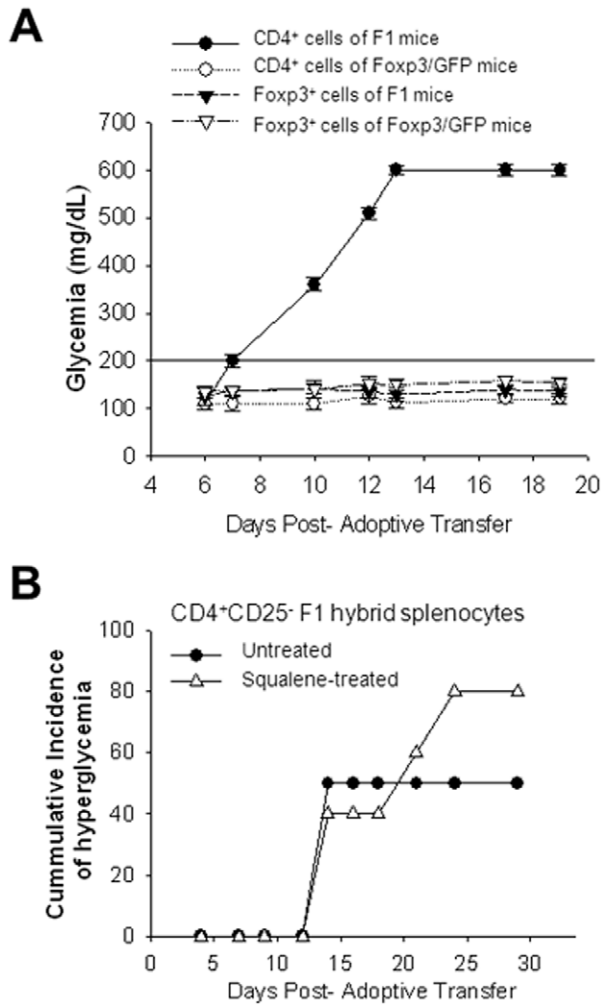 A
CD4+ cells of F1 mice
CD4+ cells of Foxp3/GFP mice
Foxp3+ cells of F1 mice
Foxp3+ cells of Foxp3/GFP mice
Glycemia (mg/dL)
700
600
500
400
300
200
100
0
4 6 8 10 12 14 16 18 20
Days Post- Adoptive Transfer
B
CD4+CD25- F1 hybrid splenocytes
Untreated
Squalene-treated
Cummulative Incidence
of hyperglycemia
100
80
60
40
20
0
0 5 10 15 20 25 30
Days Post- Adoptive Transfer